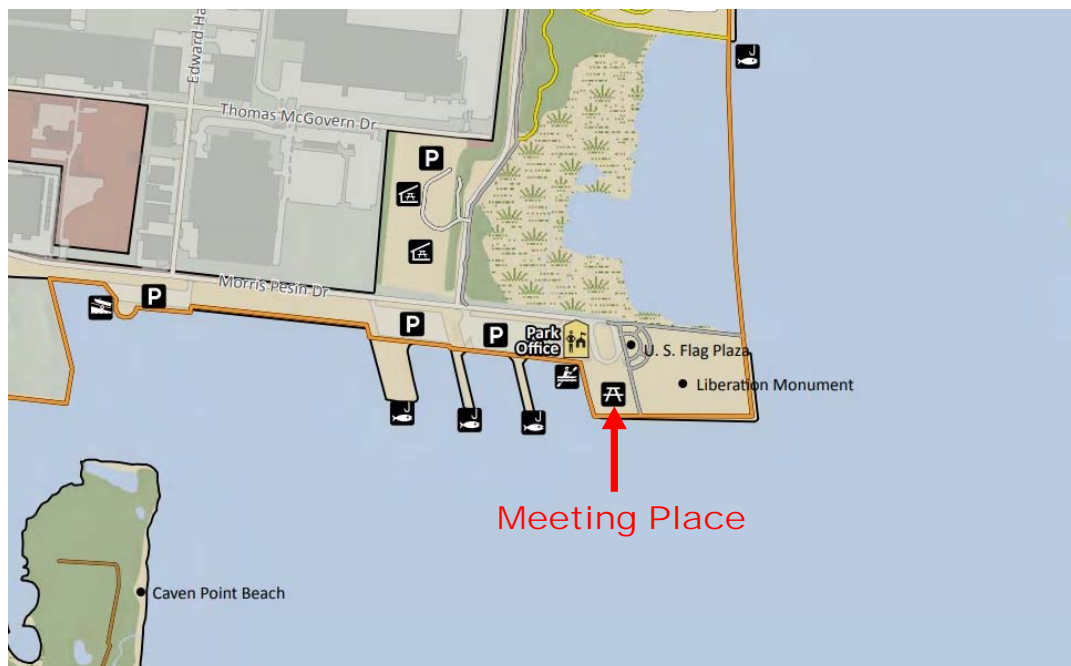 Edward Ha
Thomas McGovern Dr
P
Morris Pesin Dr
P
P
P
Park
Office
U. S. Flag Plaza
Liberation Monument
Meeting Place
Caven Point Beach